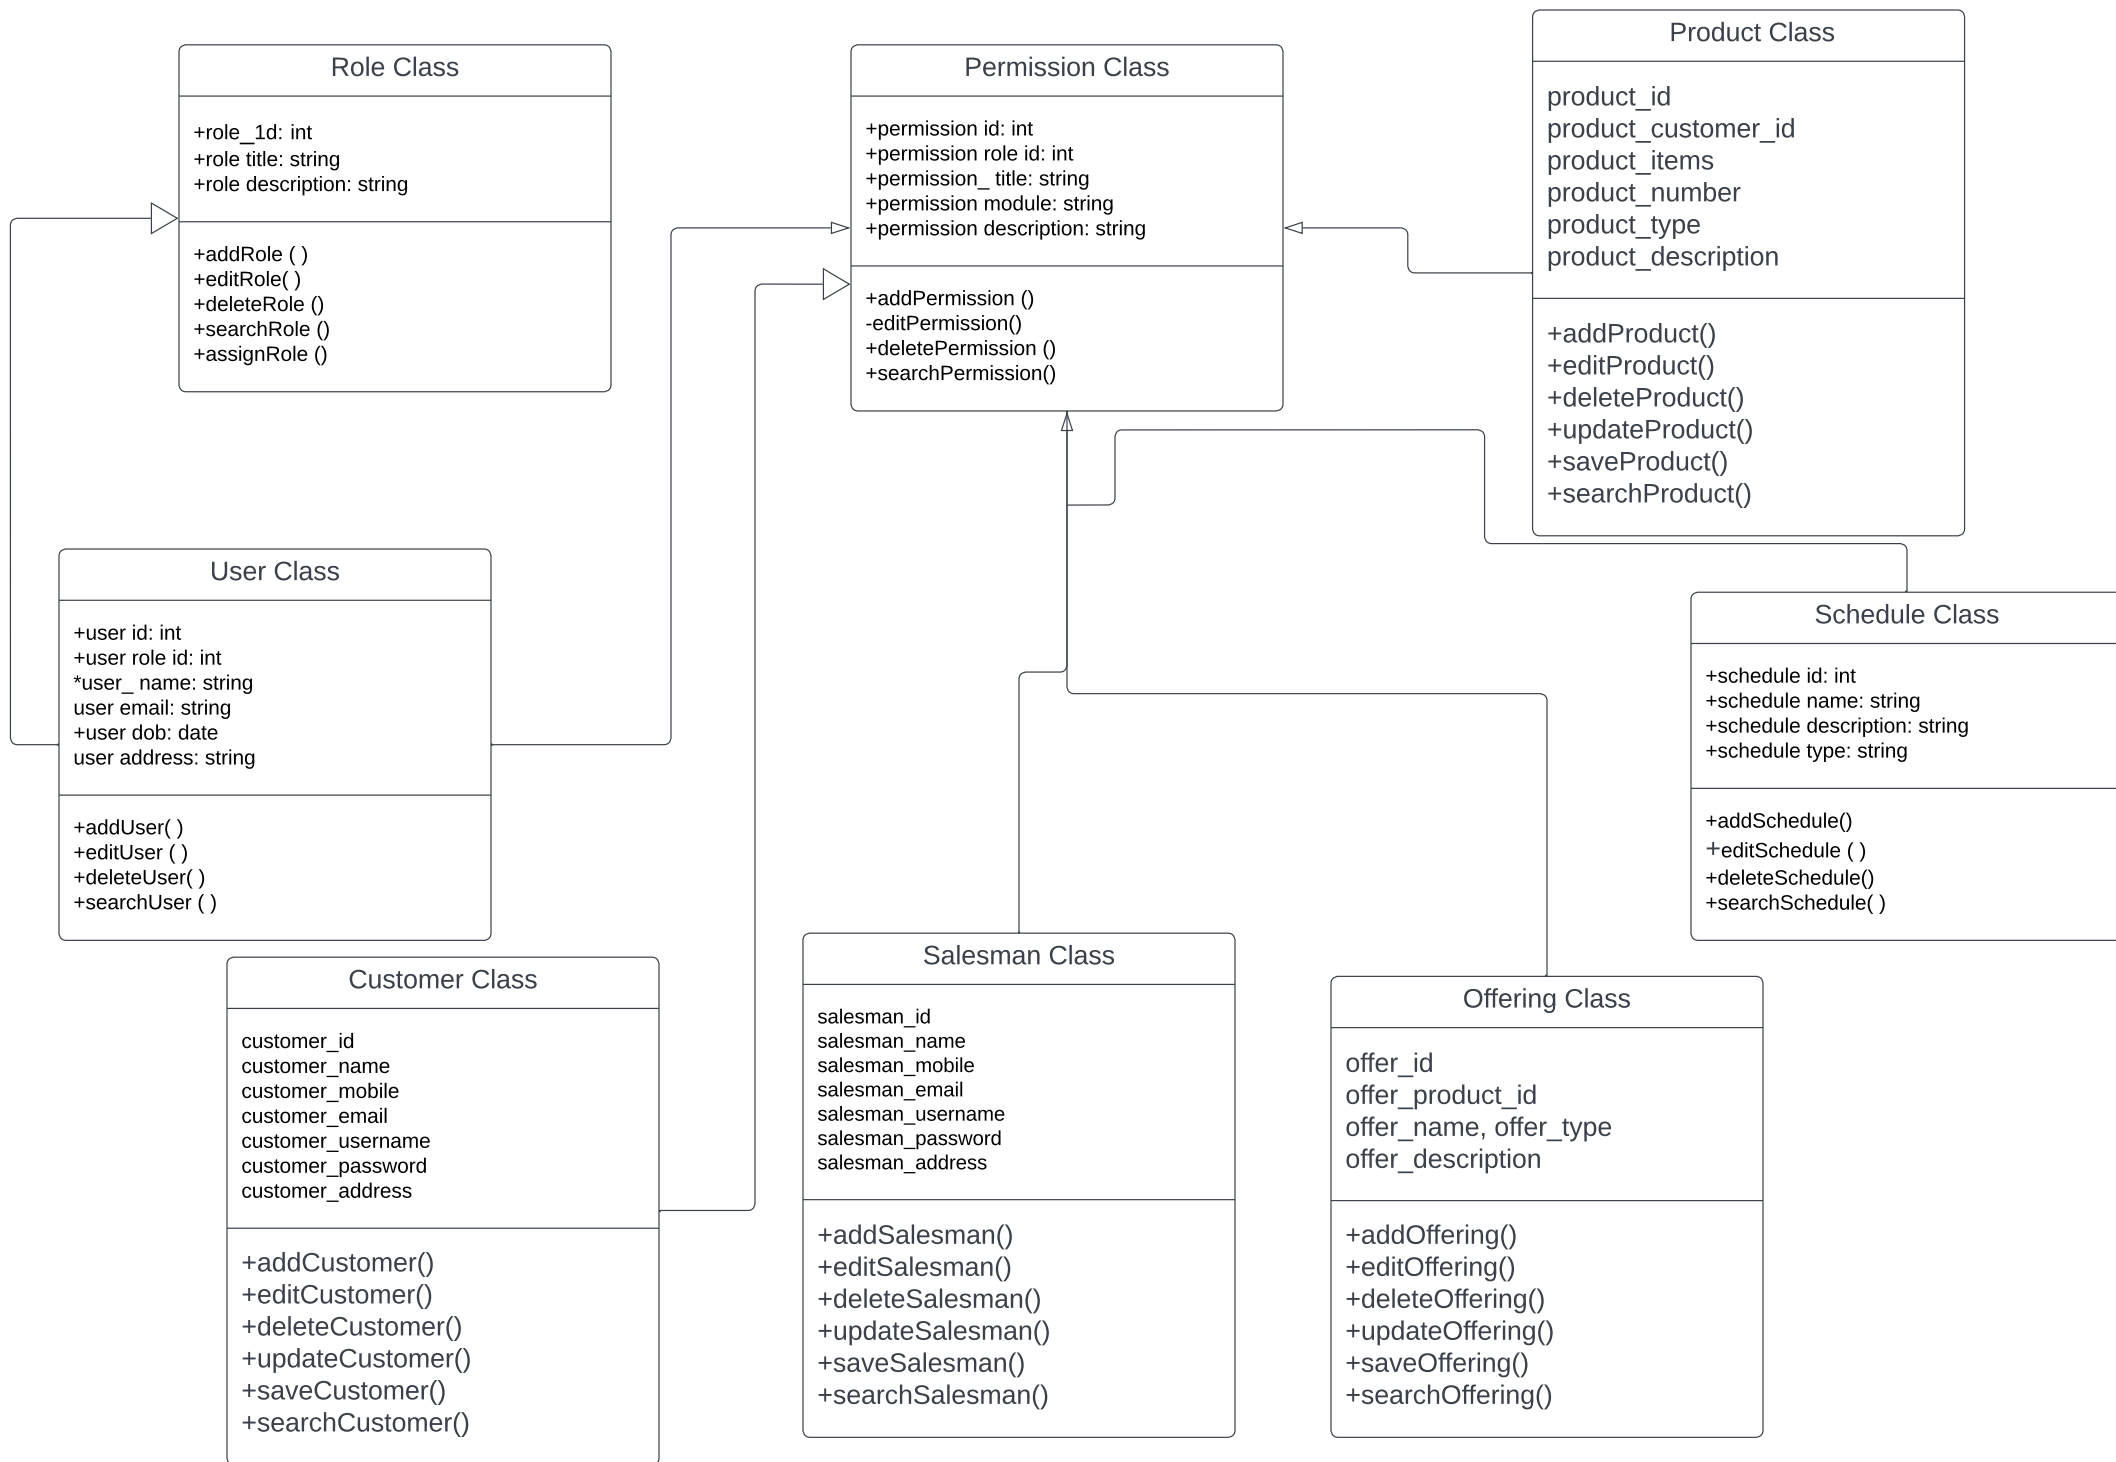 Role Class
+role_1d: int
+role title: string
+role description: string
+addRole ( )
+editRole( )
+deleteRole ()
+searchRole ()
+assignRole ()
Permission Class
+permission id: int
+permission role id: int
+permission_ title: string
+permission module: string
+permission description: string
+addPermission ()
-editPermission()
+deletePermission ()
+searchPermission()
Product Class
product_id
product_customer_id
product_items
product_number
product_type
product_description
+addProduct()
+editProduct()
+deleteProduct()
+updateProduct()
+saveProduct()
+searchProduct()
User Class
+user id: int
+user role id: int
*user_ name: string
user email: string
+user dob: date
user address: string
+addUser( )
+editUser ( )
+deleteUser( )
+searchUser ( )
Schedule Class
+schedule id: int
+schedule name: string
+schedule description: string
+schedule type: string
+addSchedule()
+editSchedule ( )
+deleteSchedule()
+searchSchedule( )
Customer Class
customer_id
customer_name
customer_mobile
customer_email
customer_username
customer_password
customer_address
+addCustomer()
+editCustomer()
+deleteCustomer()
+updateCustomer()
+saveCustomer()
+searchCustomer()
Salesman Class
salesman_id
salesman_name
salesman_mobile
salesman_email
salesman_username
salesman_password
salesman_address
+addSalesman()
+editSalesman()
+deleteSalesman()
+updateSalesman()
+saveSalesman()
+searchSalesman()
Offering Class
offer_id
offer_product_id
offer_name, offer_type
offer_description
+addOffering()
+editOffering()
+deleteOffering()
+updateOffering()
+saveOffering()
+searchOffering()